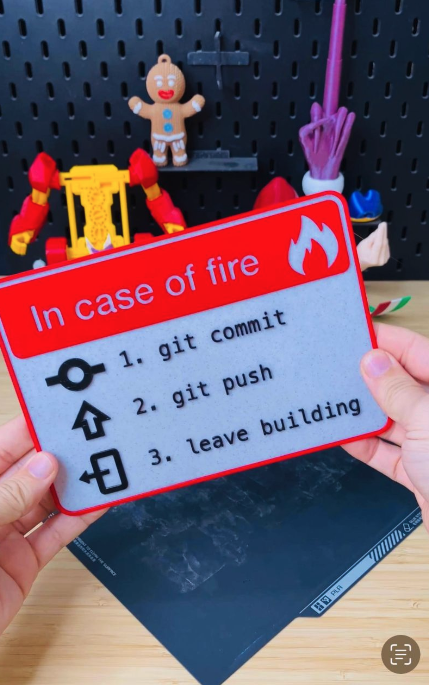 In case of fire
1. git commit
2. git push
3. leave building